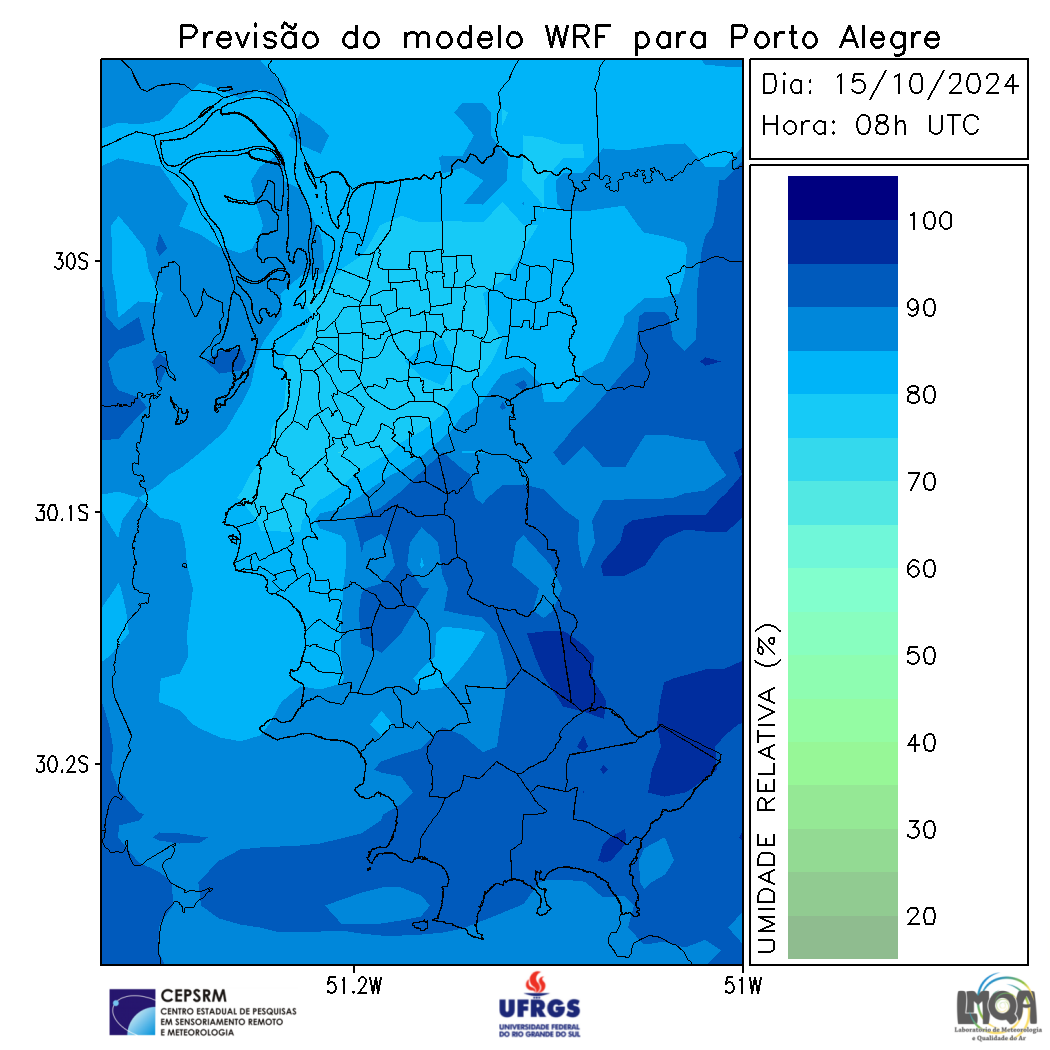 Previsão do modelo WRF para Porto Alegre
Dia: 15/10/2024
Hora: 08h UTC
30S
30.1S
30.2S
51.2W
51W
UMIDADE RELATIVA (%)
100
90
80
70
60
50
40
30
20
CEPSRM
CENTRO ESTADUAL DE PESQUISAS
EM SENSORIAMENTO REMOTO
E METEOROLOGIA
UFRGS
UNIVERSIDADE FEDERAL
DO RIO GRANDE DO SUL
LMQA
Laboratório de Meteorologia
e Qualidade do Ar